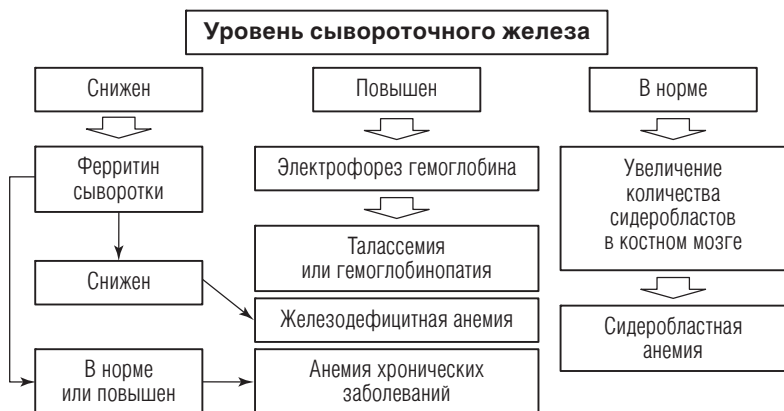 Уровень сывороточного железа
Снижен
Повышен
В норме
Ферритин
сыворотки
Электрофорез гемоглобина
Увеличение
количества
сидеробластов
в костном мозге
Талассемия
или гемоглобинопатия
Снижен
Железодефицитная анемия
Сидеробластная
анемия
В норме
или повышен
Анемия хронических
заболеваний